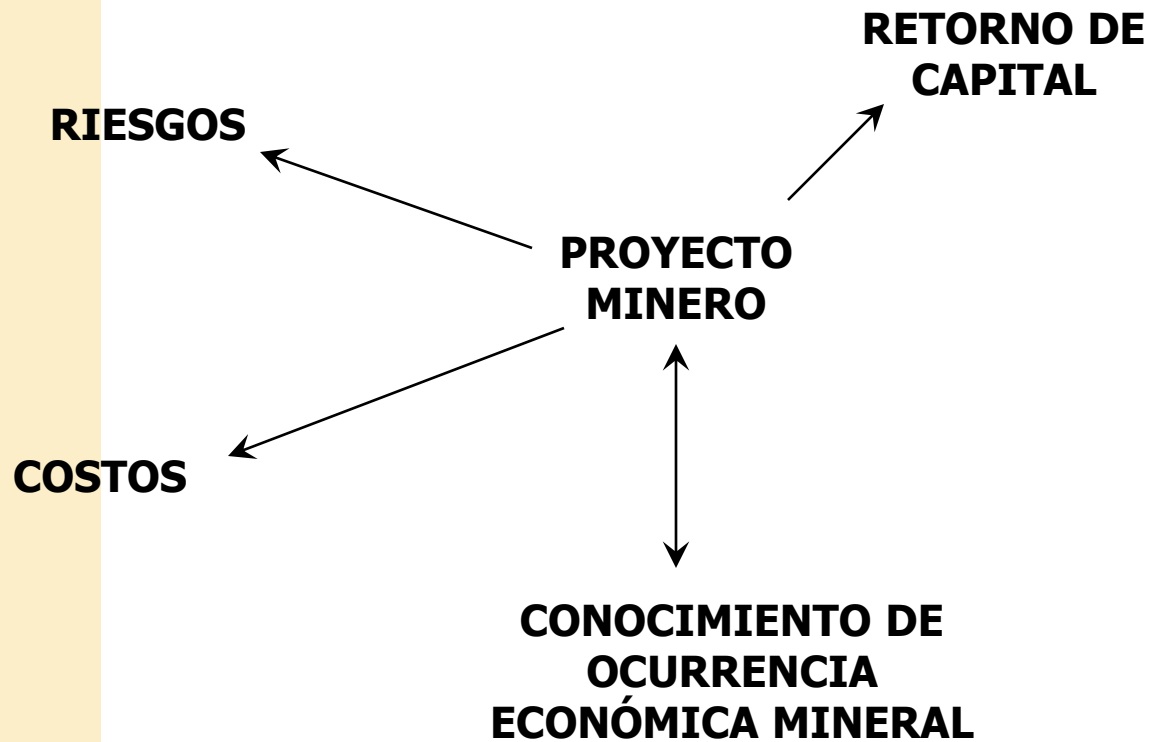 RETORNO DE
CAPITAL
RIESGOS
PROYECTO
MINERO
COSTOS
CONOCIMIENTO DE
OCURRENCIA
ECONÓMICA MINERAL